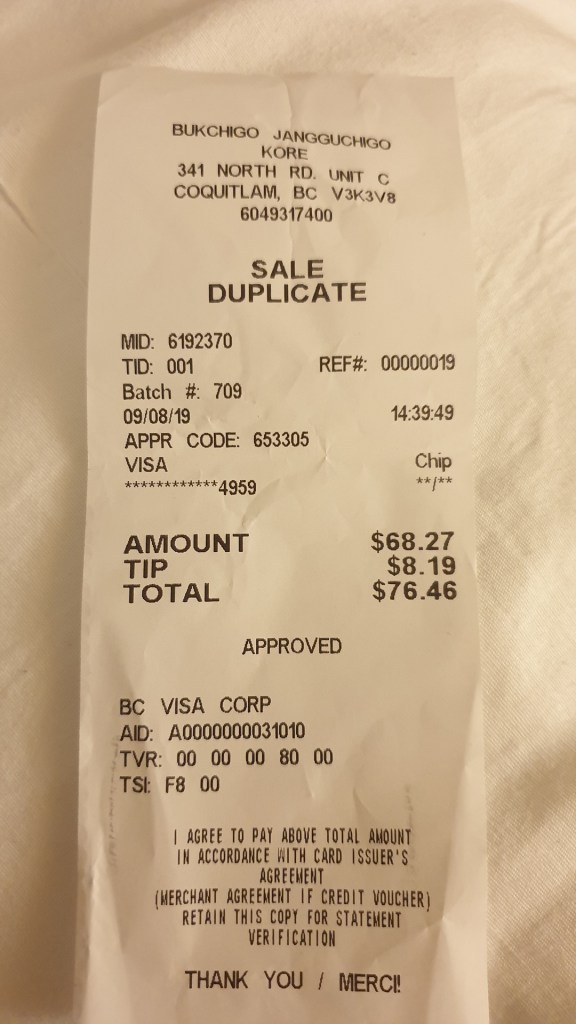 BUKCHIGO JANGGUCHIGO
KORE
341 NORTH RD. UNIT C
COQUITLAM, BC V3K3V8
6049317400
SALE
DUPLICATE
MID: 6192370
TID: 001 REF#: 00000019
Batch #: 709
09/08/19 14:39:49
APPR CODE: 653305
VISA Chip
************4959 **/**
AMOUNT $68.27
TIP $8.19
TOTAL $76.46
APPROVED
BC VISA CORP
AID: A0000000031010
TVR: 00 00 00 80 00
TSI: F8 00
I AGREE TO PAY ABOVE TOTAL AMOUNT
IN ACCORDANCE WITH CARD ISSUER'S
AGREEMENT
(MERCHANT AGREEMENT IF CREDIT VOUCHER)
RETAIN THIS COPY FOR STATEMENT
VERIFICATION
THANK YOU / MERCI!